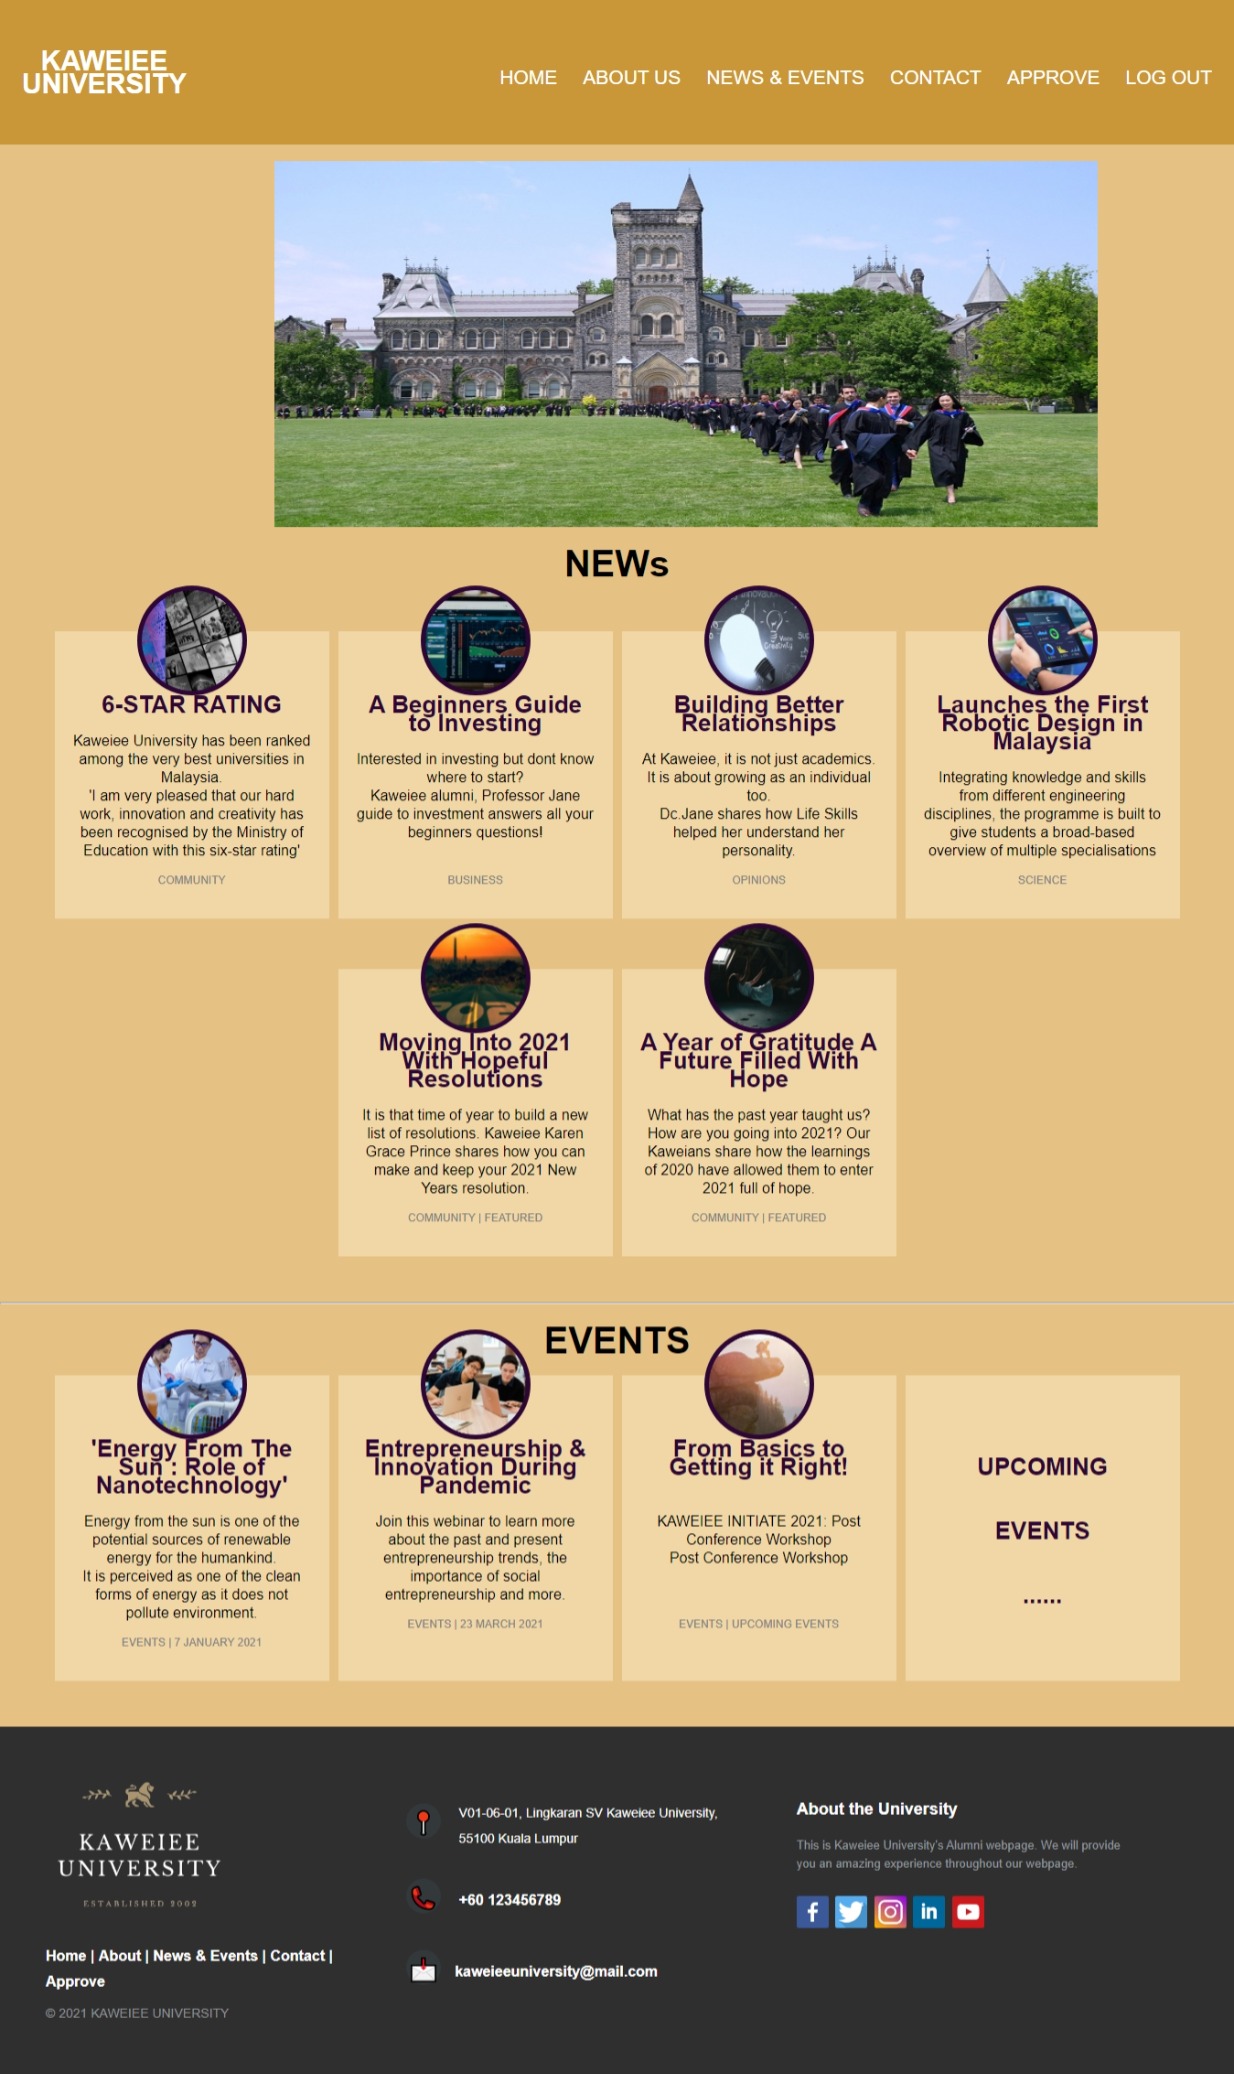 KAWEIEE
UNIVERSITY
HOME ABOUT US NEWS & EVENTS CONTACT APPROVE LOG OUT
NEWs
6-STAR RATING
Kaweiee University has been ranked
among the very best universities in
Malaysia.
'I am very pleased that our hard
work, innovation and creativity has
been recognised by the Ministry of
Education with this six-star rating'
COMMUNITY
A Beginners Guide
to Investing
Interested in investing but dont know
where to start?
Kaweiee alumni, Professor Jane
guide to investment answers all your
beginners questions!
BUSINESS
Building Better
Relationships
At Kaweiee, it is not just academics.
It is about growing as an individual
too.
Dc.Jane shares how Life Skills
helped her understand her
personality.
OPINIONS
Launches the First
Robotic Design in
Malaysia
Integrating knowledge and skills
from different engineering
disciplines, the programme is built to
give students a broad-based
overview of multiple specialisations
SCIENCE
Moving Into 2021
With Hopeful
Resolutions
It is that time of year to build a new
list of resolutions. Kaweiee Karen
Grace Prince shares how you can
make and keep your 2021 New
Years resolution.
COMMUNITY | FEATURED
A Year of Gratitude A
Future Filled With
Hope
What has the past year taught us?
How are you going into 2021? Our
Kaweians share how the learnings
of 2020 have allowed them to enter
2021 full of hope.
COMMUNITY | FEATURED
EVENTS
'Energy From The
Sun : Role of
Nanotechnology'
Energy from the sun is one of the
potential sources of renewable
energy for the humankind.
It is perceived as one of the clean
forms of energy as it does not
pollute environment.
EVENTS | 7 JANUARY 2021
Entrepreneurship &
Innovation During
Pandemic
Join this webinar to learn more
about the past and present
entrepreneurship trends, the
importance of social
entrepreneurship and more.
EVENTS | 23 MARCH 2021
From Basics to
Getting it Right!
KAWEIEE INITIATE 2021: Post
Conference Workshop
Post Conference Workshop
EVENTS | UPCOMING EVENTS
UPCOMING
EVENTS
......
KAWEIEE
UNIVERSITY
ESTABLISHED 2002
Home | About | News & Events | Contact |
Approve
© 2021 KAWEIEE UNIVERSITY
V01-06-01, Lingkaran SV Kaweiee University,
55100 Kuala Lumpur
+60 123456789
kaweieeuniversity@mail.com
About the University
This is Kaweiee University's Alumni webpage. We will provide
you an amazing experience throughout our webpage.